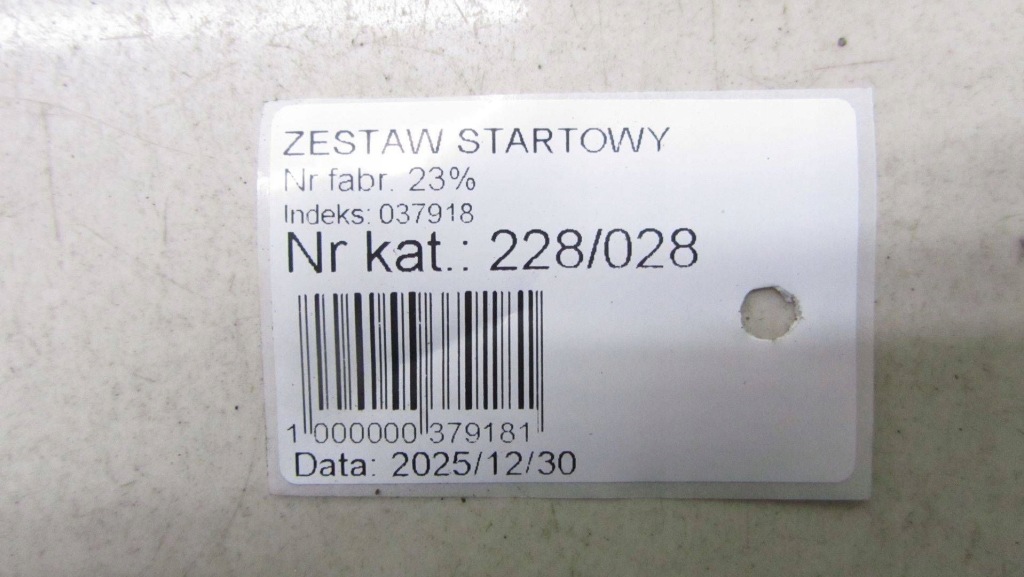 ZESTAW STARTOWY
Nr fabr. 23%
Indeks: 037918
Nr kat.: 228/028
1 000000 379181
Data: 2025/12/30